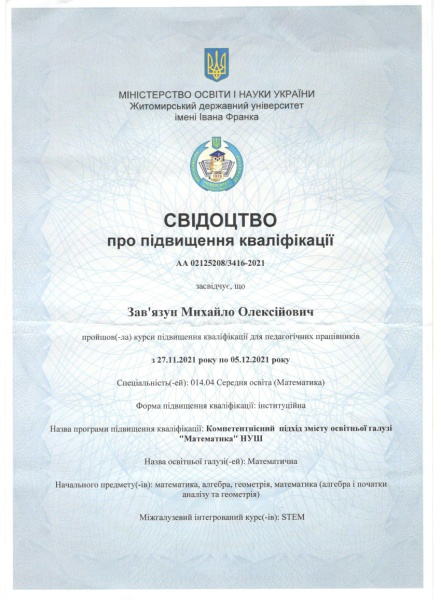 МІНІСТЕРСТВО ОСВІТИ І НАУКИ УКРАЇНИ
Житомирський державний університет
імені Івана Франка
СВІДОЦТВО
про підвищення кваліфікації
АА 02125208/3416-2021
засвідчує, що
Зав'язун Михайло Олексійович
пройшов(-ла) курси підвищення кваліфікації для педагогічних працівників
з 27.11.2021 року по 05.12.2021 року
Спеціальність(-ей): 014.04 Середня освіта (Математика)
Форма підвищення кваліфікації: інституційна
Назва програми підвищення кваліфікації: Компетентнісний підхід змісту освітньої галузі
"Математика" НУШ
Назва освітньої галузі(-ей): Математична
Начального предмету(-ів): математика, алгебра, геометрія, математика (алгебра і початки
аналізу та геометрія)
Міжгалузевий інтегрований курс(-ів): STEM